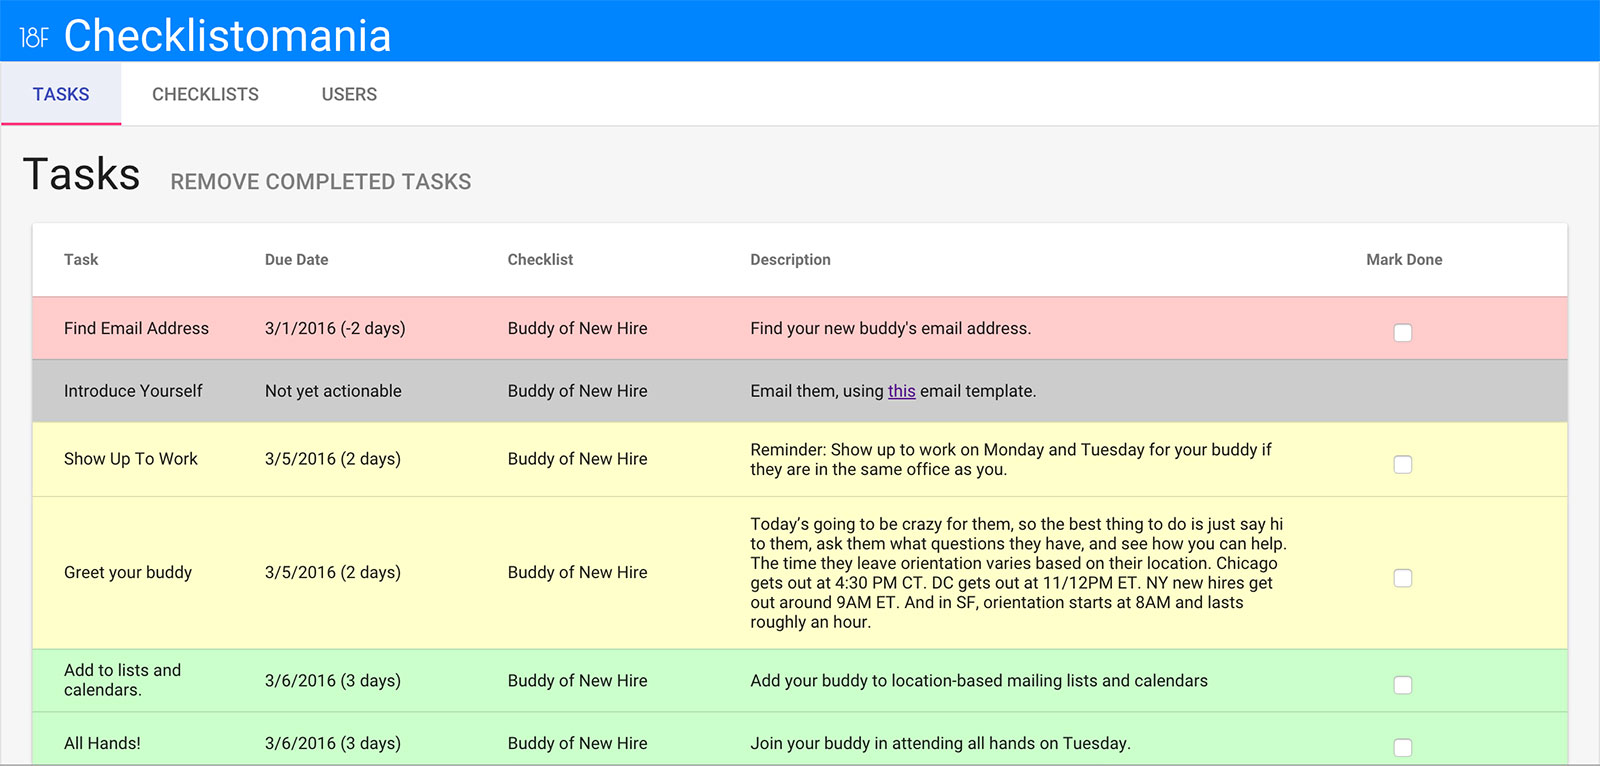 18F Checklistomania
TASKS CHECKLISTS USERS
Tasks REMOVE COMPLETED TASKS
Task Due Date Checklist Description Mark Done
Find Email Address 3/1/2016 (-2 days) Buddy of New Hire Find your new buddy's email address.
Introduce Yourself Not yet actionable Buddy of New Hire Email them, using this email template.
Show Up To Work 3/5/2016 (2 days) Buddy of New Hire Reminder: Show up to work on Monday and Tuesday for your buddy if
they are in the same office as you.
Greet your buddy 3/5/2016 (2 days) Buddy of New Hire Today's going to be crazy for them, so the best thing to do is just say hi
to them, ask them what questions they have, and see how you can help.
The time they leave orientation varies based on their location. Chicago
gets out at 4:30 PM CT. DC gets out at 11/12PM ET. NY new hires get
out around 9AM ET. And in SF, orientation starts at 8AM and lasts
roughly an hour.
Add to lists and
calendars. 3/6/2016 (3 days) Buddy of New Hire Add your buddy to location-based mailing lists and calendars
All Hands! 3/6/2016 (3 days) Buddy of New Hire Join your buddy in attending all hands on Tuesday.